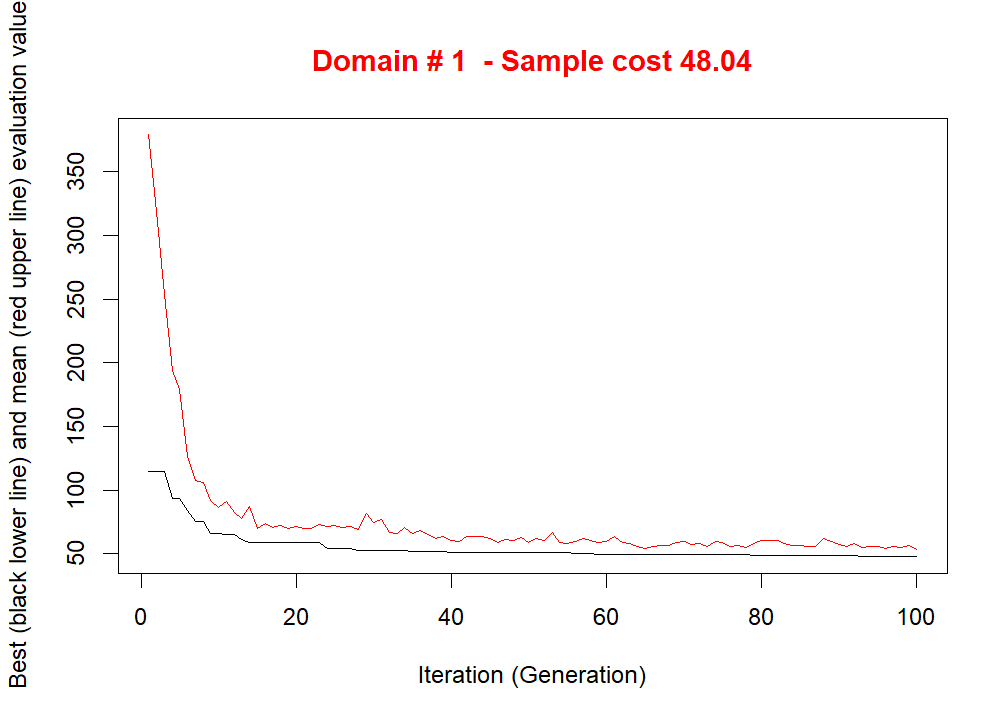 Domain # 1 - Sample cost 48.04
Best (black lower line) and mean (red upper line) evaluation value
350
300
250
200
150
100
50
0 20 40 60 80 100
Iteration (Generation)